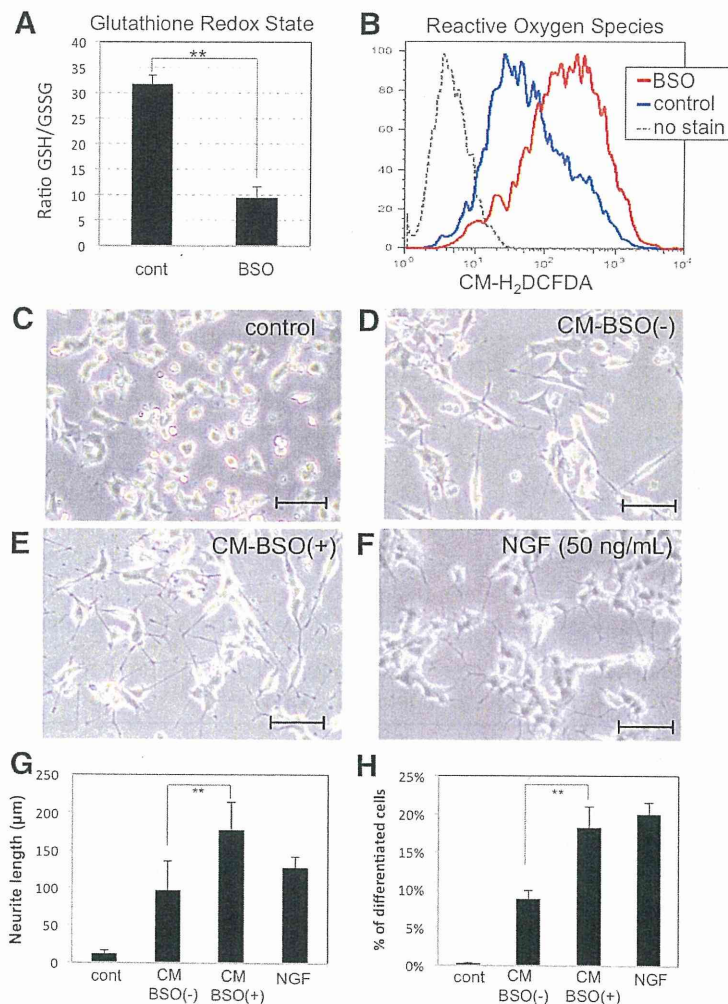 A Glutathione Redox State
**
Ratio GSH/GSSG
40
35
30
25
20
15
10
5
0
cont BSO
B Reactive Oxygen Species
100
80
60
40
20
0
10⁰ 10¹ 10² 10³ 10⁴
CM-H₂DCFDA
BSO
control
no stain
C control
D CM-BSO(-)
E CM-BSO(+)
F NGF (50 ng/mL)
G
**
Neurite length (μm)
250
200
150
100
50
0
cont CM BSO(-) CM BSO(+) NGF
H
**
% of differentiated cells
25%
20%
15%
10%
5%
0%
cont CM BSO(-) CM BSO(+) NGF